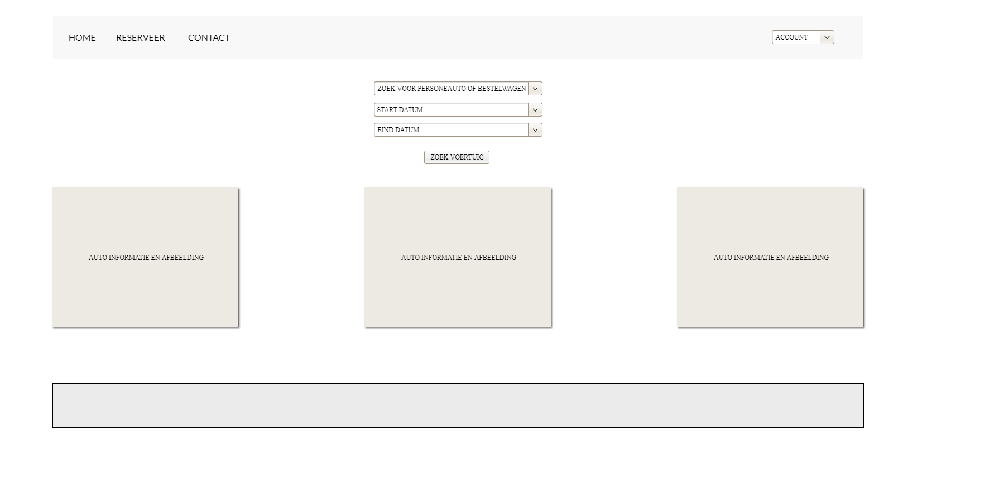 HOME RESERVEER CONTACT ACCOUNT
ZOEK VOOR PERSONEAUTO OF BESTELWAGEN
START DATUM
EIND DATUM
ZOEK VOERTUIG
AUTO INFORMATIE EN AFBEELDING AUTO INFORMATIE EN AFBEELDING AUTO INFORMATIE EN AFBEELDING